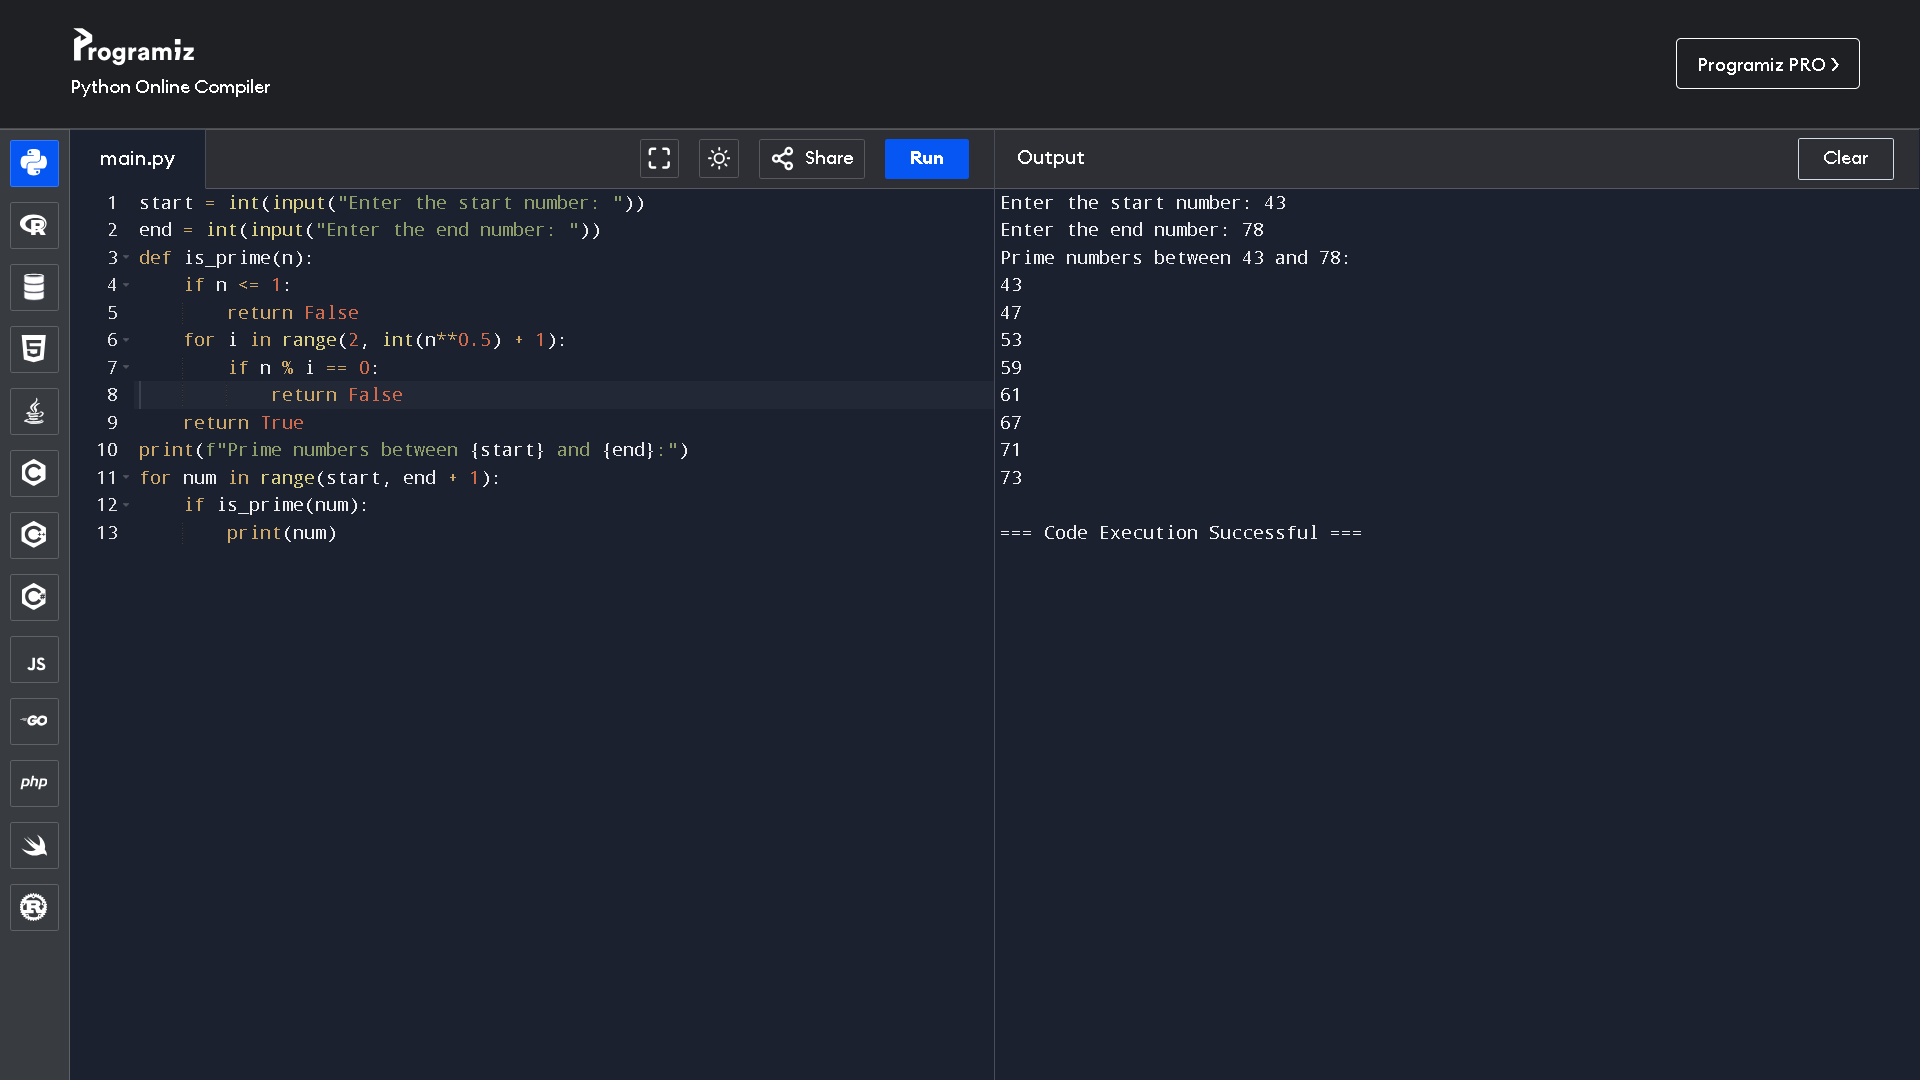 Programiz
Python Online Compiler
Programiz PRO >
main.py
Share
Run
Output
Clear
1 start = int(input("Enter the start number: "))
2 end = int(input("Enter the end number: "))
3 def is_prime(n):
4     if n <= 1:
5         return False
6     for i in range(2, int(n**0.5) + 1):
7         if n % i == 0:
8             return False
9     return True
10 print(f"Prime numbers between {start} and {end}:")
11 for num in range(start, end + 1):
12     if is_prime(num):
13         print(num)
Enter the start number: 43
Enter the end number: 78
Prime numbers between 43 and 78:
43
47
53
59
61
67
71
73
=== Code Execution Successful ===
R
5
C
C
C
JS
GO
php
R